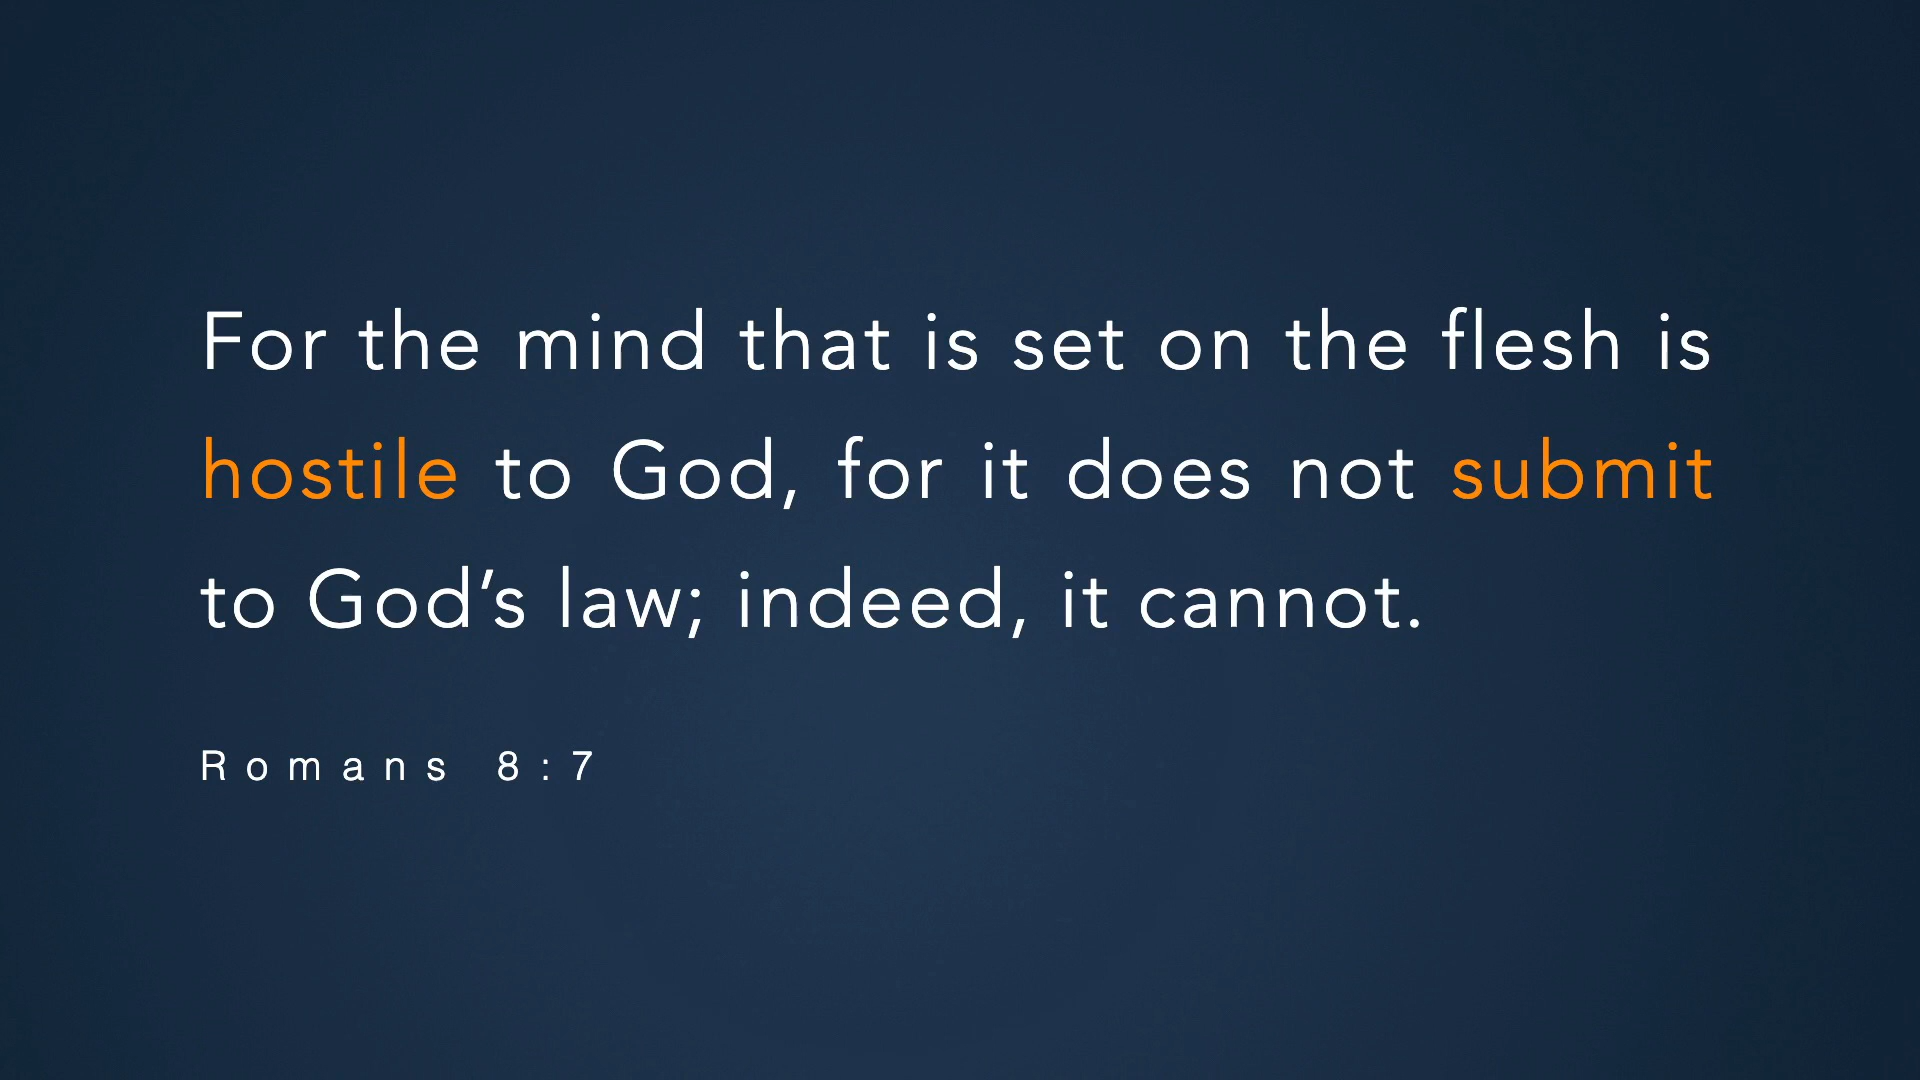 For the mind that is set on the flesh is
hostile to God, for it does not submit
to God’s law; indeed, it cannot.
Romans 8:7